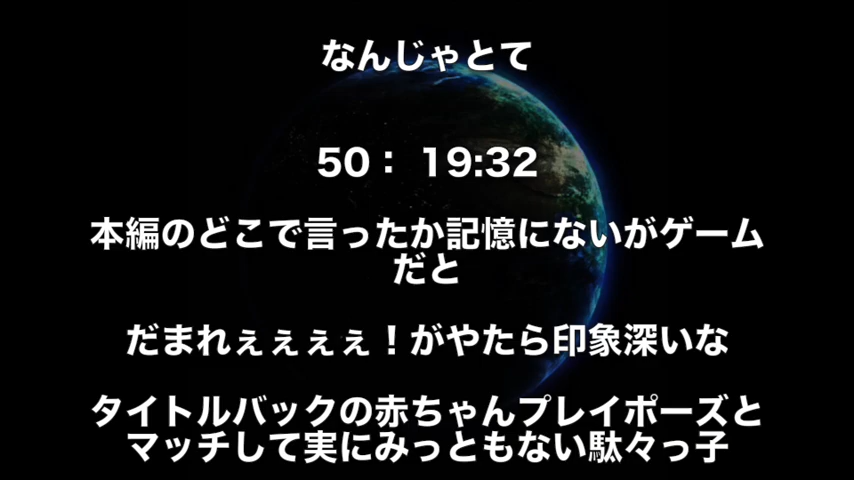 なんじゃとて
50： 19:32
本編のどこで言ったか記憶にないがゲーム
だと
だまれぇぇぇぇ！がやたら印象深いな
タイトルバックの赤ちゃんプレイポーズと
マッチして実にみっともない駄々っ子